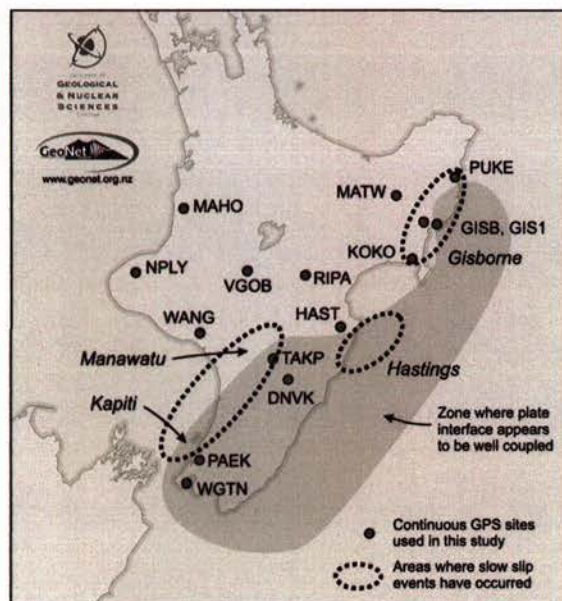 GEOLOGICAL
& NUCLEAR
SCIENCES
GeoNet
www.geonet.org.nz
PUKE
MATW
MAHO
GISB, GIS1
KOKO
Gisborne
NPLY
VGOB
RIPA
WANG
HAST
Manawatu
TAKP
Hastings
DNVK
Kapiti
Zone where plate
interface appears
to be well coupled
PAEK
WGTN
Continuous GPS sites
used in this study
Areas where slow slip
events have occurred